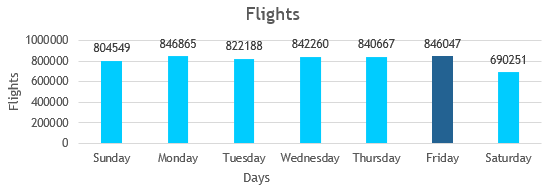 Flights
1000000
800000
600000
400000
200000
0
Flights
804549
846865
822188
842260
840667
846047
690251
Sunday
Monday
Tuesday
Wednesday
Thursday
Friday
Saturday
Days